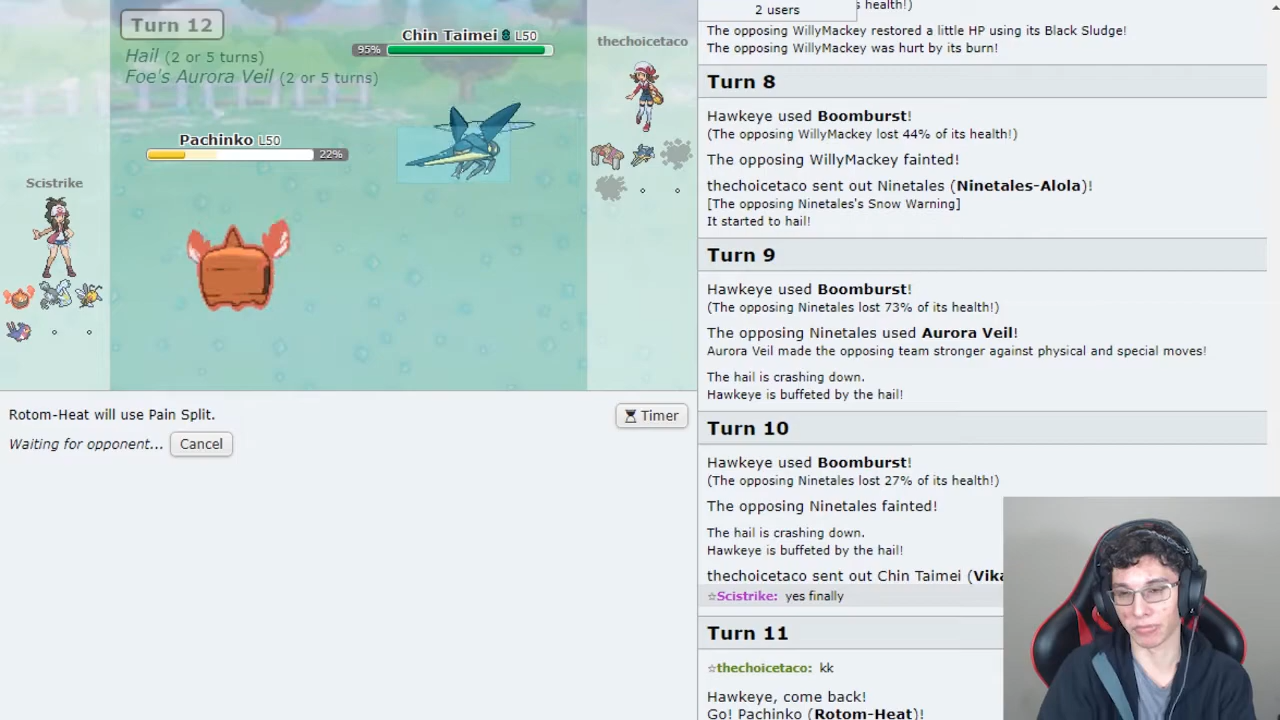 Turn 12
Hail (2 or 5 turns)
Foe's Aurora Veil (2 or 5 turns)
Chin Taimei L50
95%
Pachinko L50
22%
Scistrike
thechoicetaco
Rotom-Heat will use Pain Split.
Timer
Waiting for opponent... Cancel
2 users
s health!)
The opposing WillyMackey restored a little HP using its Black Sludge!
The opposing WillyMackey was hurt by its burn!
Turn 8
Hawkeye used Boomburst!
(The opposing WillyMackey lost 44% of its health!)
The opposing WillyMackey fainted!
thechoicetaco sent out Ninetales (Ninetales-Alola)!
[The opposing Ninetales's Snow Warning]
It started to hail!
Turn 9
Hawkeye used Boomburst!
(The opposing Ninetales lost 73% of its health!)
The opposing Ninetales used Aurora Veil!
Aurora Veil made the opposing team stronger against physical and special moves!
The hail is crashing down.
Hawkeye is buffeted by the hail!
Turn 10
Hawkeye used Boomburst!
(The opposing Ninetales lost 27% of its health!)
The opposing Ninetales fainted!
The hail is crashing down.
Hawkeye is buffeted by the hail!
thechoicetaco sent out Chin Taimei (Vika
☆Scistrike: yes finally
Turn 11
☆thechoicetaco: kk
Hawkeye, come back!
Go! Pachinko (Rotom-Heat)!